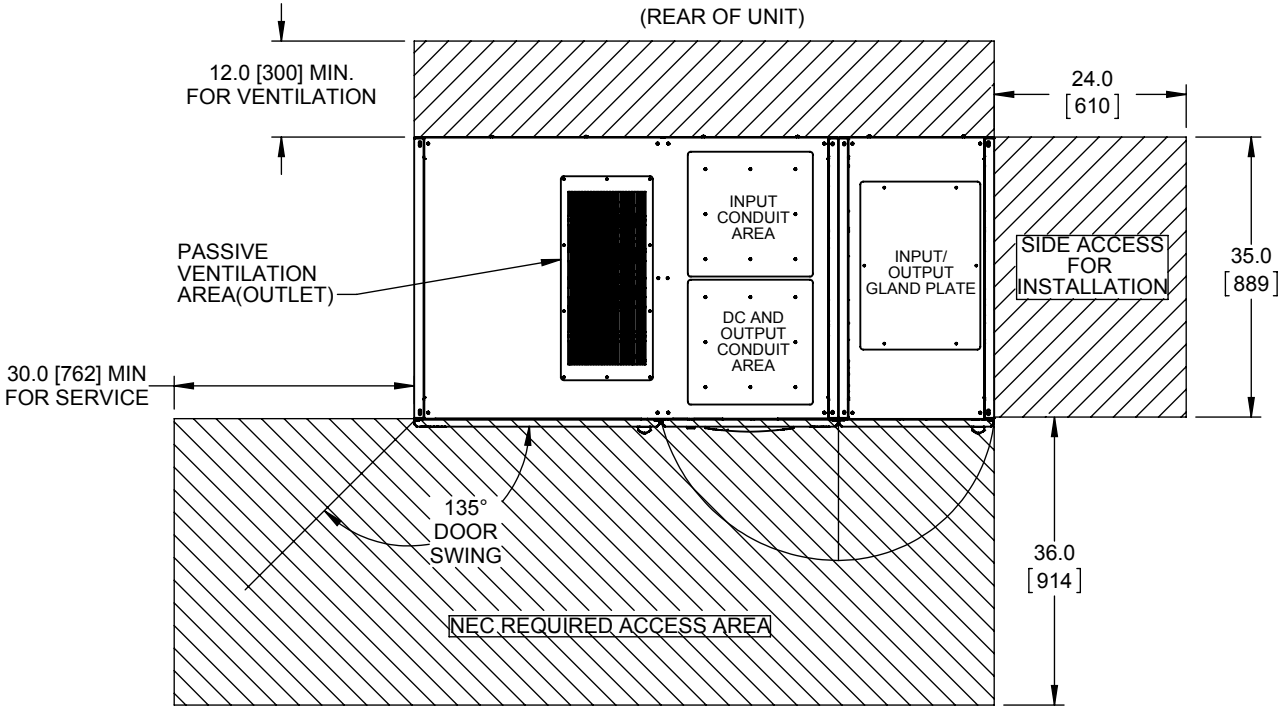 (REAR OF UNIT)
12.0 [300] MIN.
FOR VENTILATION
24.0
[610]
INPUT
CONDUIT
AREA
INPUT/
OUTPUT
GLAND PLATE
SIDE ACCESS
FOR
INSTALLATION
35.0
[889]
PASSIVE
VENTILATION
AREA(OUTLET)
DC AND
OUTPUT
CONDUIT
AREA
30.0 [762] MIN
FOR SERVICE
135°
DOOR
SWING
36.0
[914]
NEC REQUIRED ACCESS AREA